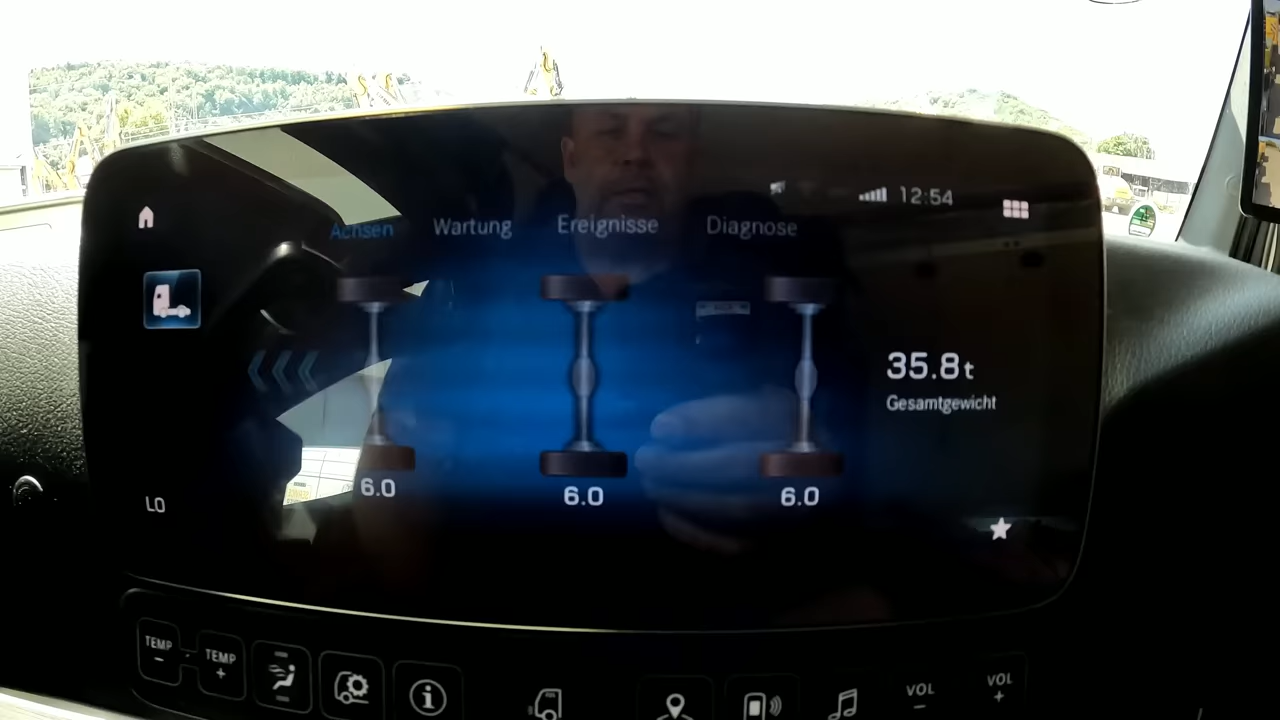 12:54
Achsen Wartung Ereignisse Diagnose
35.8 t
Gesamtgewicht
6.0 6.0 6.0
LO
TEMP
-
TEMP
+
VOL
-
VOL
+